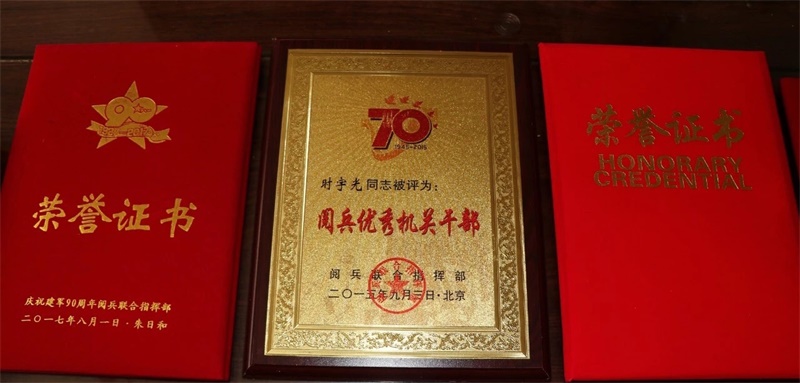 90
荣誉证书
庆祝建军90周年阅兵联合指挥部
二〇一七年八月一日·朱日和
70
1945-2015
时宇光同志被评为：
阅兵优秀机关干部
阅兵联合指挥部
二〇一五年九月三日·北京
荣誉证书
HONORARY
CREDENTIAL